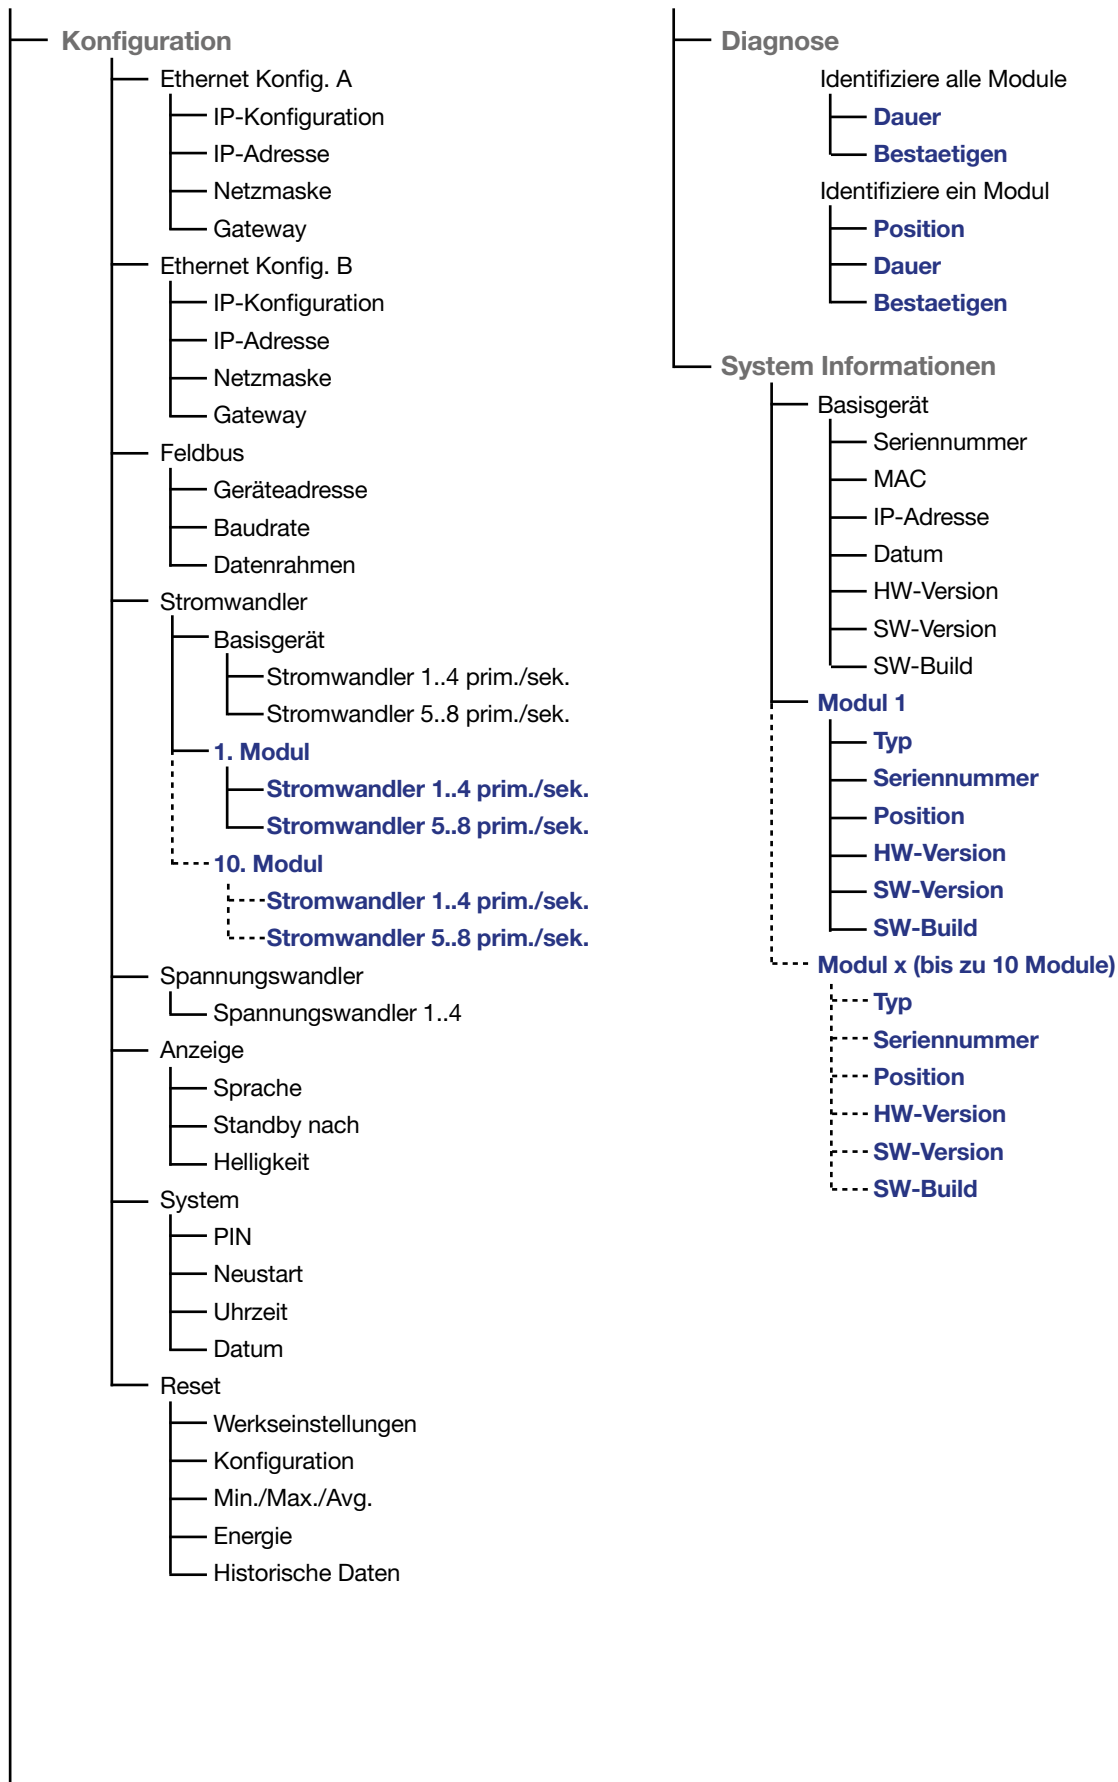 Konfiguration
Ethernet Konfig. A
IP-Konfiguration
IP-Adresse
Netzmaske
Gateway
Ethernet Konfig. B
IP-Konfiguration
IP-Adresse
Netzmaske
Gateway
Feldbus
Geräteadresse
Baudrate
Datenrahmen
Stromwandler
Basisgerät
Stromwandler 1..4 prim./sek.
Stromwandler 5..8 prim./sek.
1. Modul
Stromwandler 1..4 prim./sek.
Stromwandler 5..8 prim./sek.
10. Modul
Stromwandler 1..4 prim./sek.
Stromwandler 5..8 prim./sek.
Spannungswandler
Spannungswandler 1..4
Anzeige
Sprache
Standby nach
Helligkeit
System
PIN
Neustart
Uhrzeit
Datum
Reset
Werkseinstellungen
Konfiguration
Min./Max./Avg.
Energie
Historische Daten
Diagnose
Identifiziere alle Module
Dauer
Bestaetigen
Identifiziere ein Modul
Position
Dauer
Bestaetigen
System Informationen
Basisgerät
Seriennummer
MAC
IP-Adresse
Datum
HW-Version
SW-Version
SW-Build
Modul 1
Typ
Seriennummer
Position
HW-Version
SW-Version
SW-Build
Modul x (bis zu 10 Module)
Typ
Seriennummer
Position
HW-Version
SW-Version
SW-Build